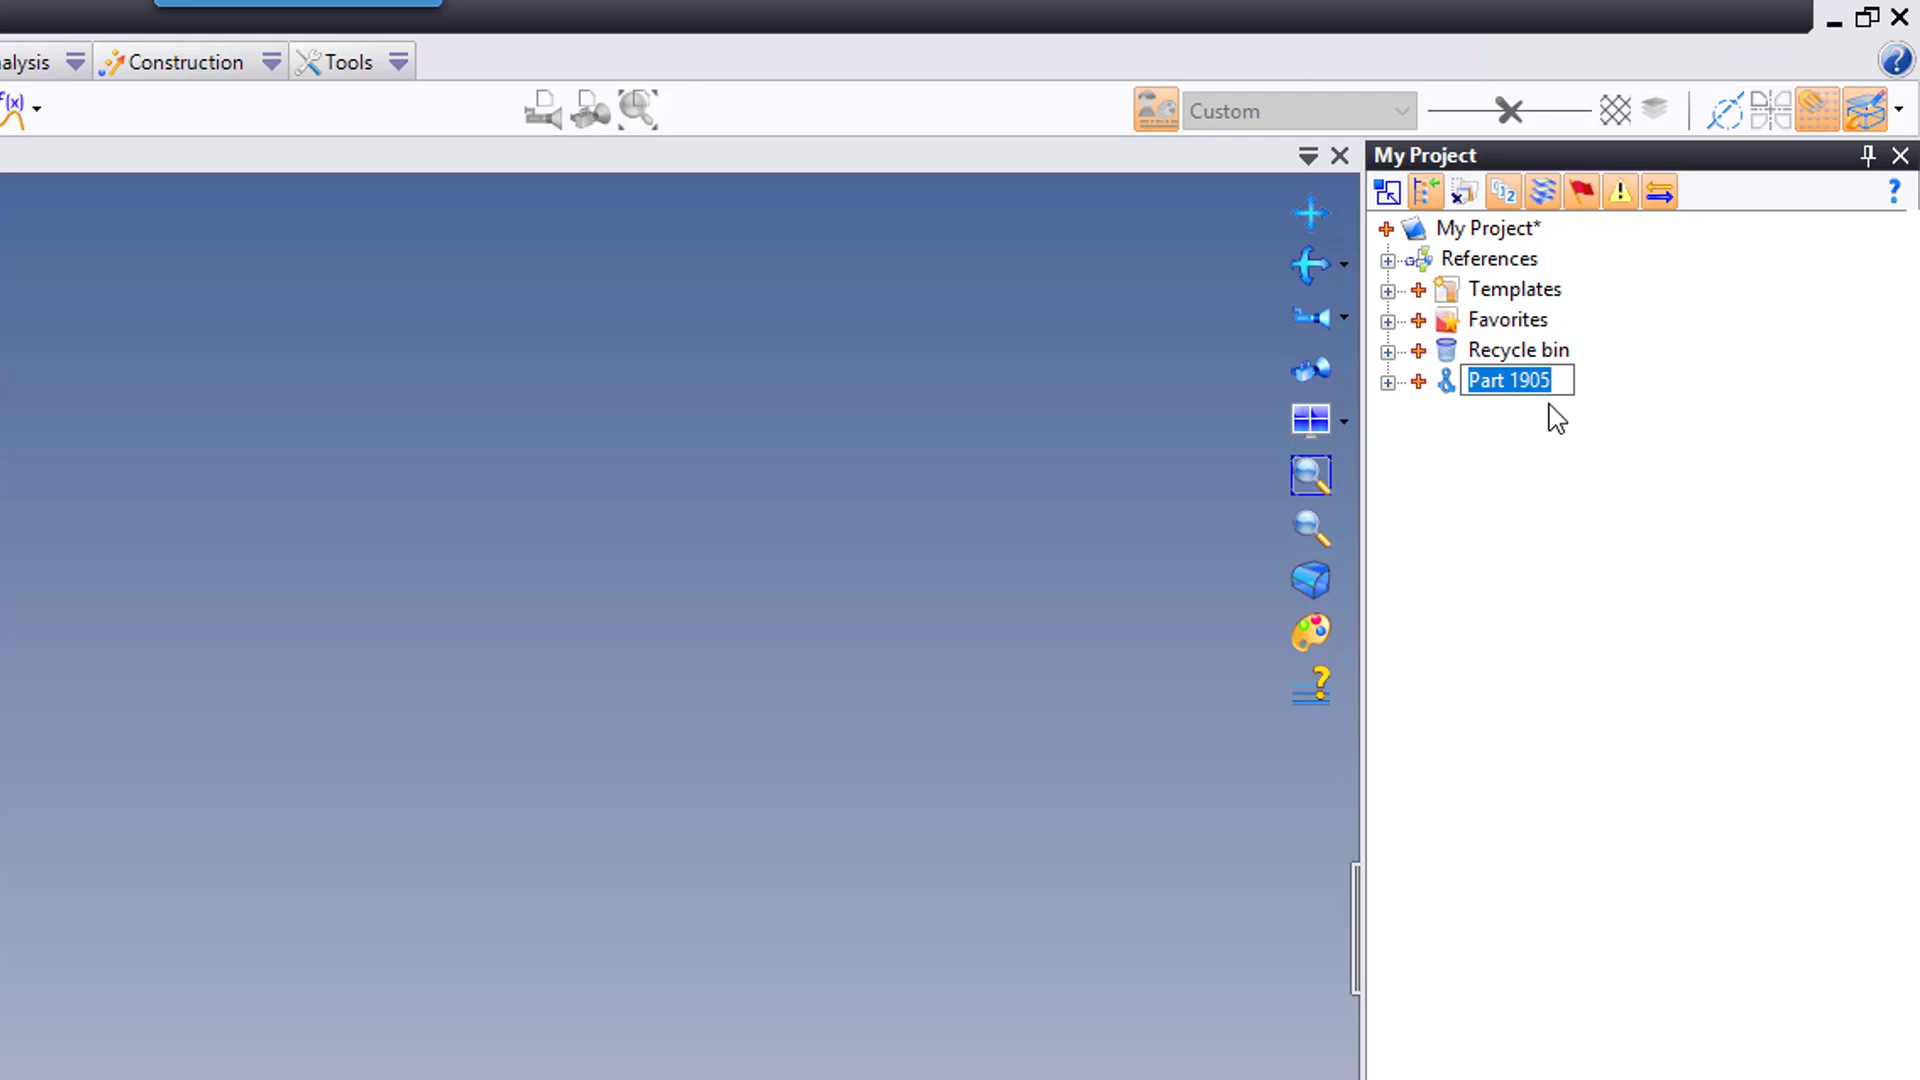 alysis
Construction
Tools
f(x)
Custom
My Project
My Project*
References
Templates
Favorites
Recycle bin
Part 1905